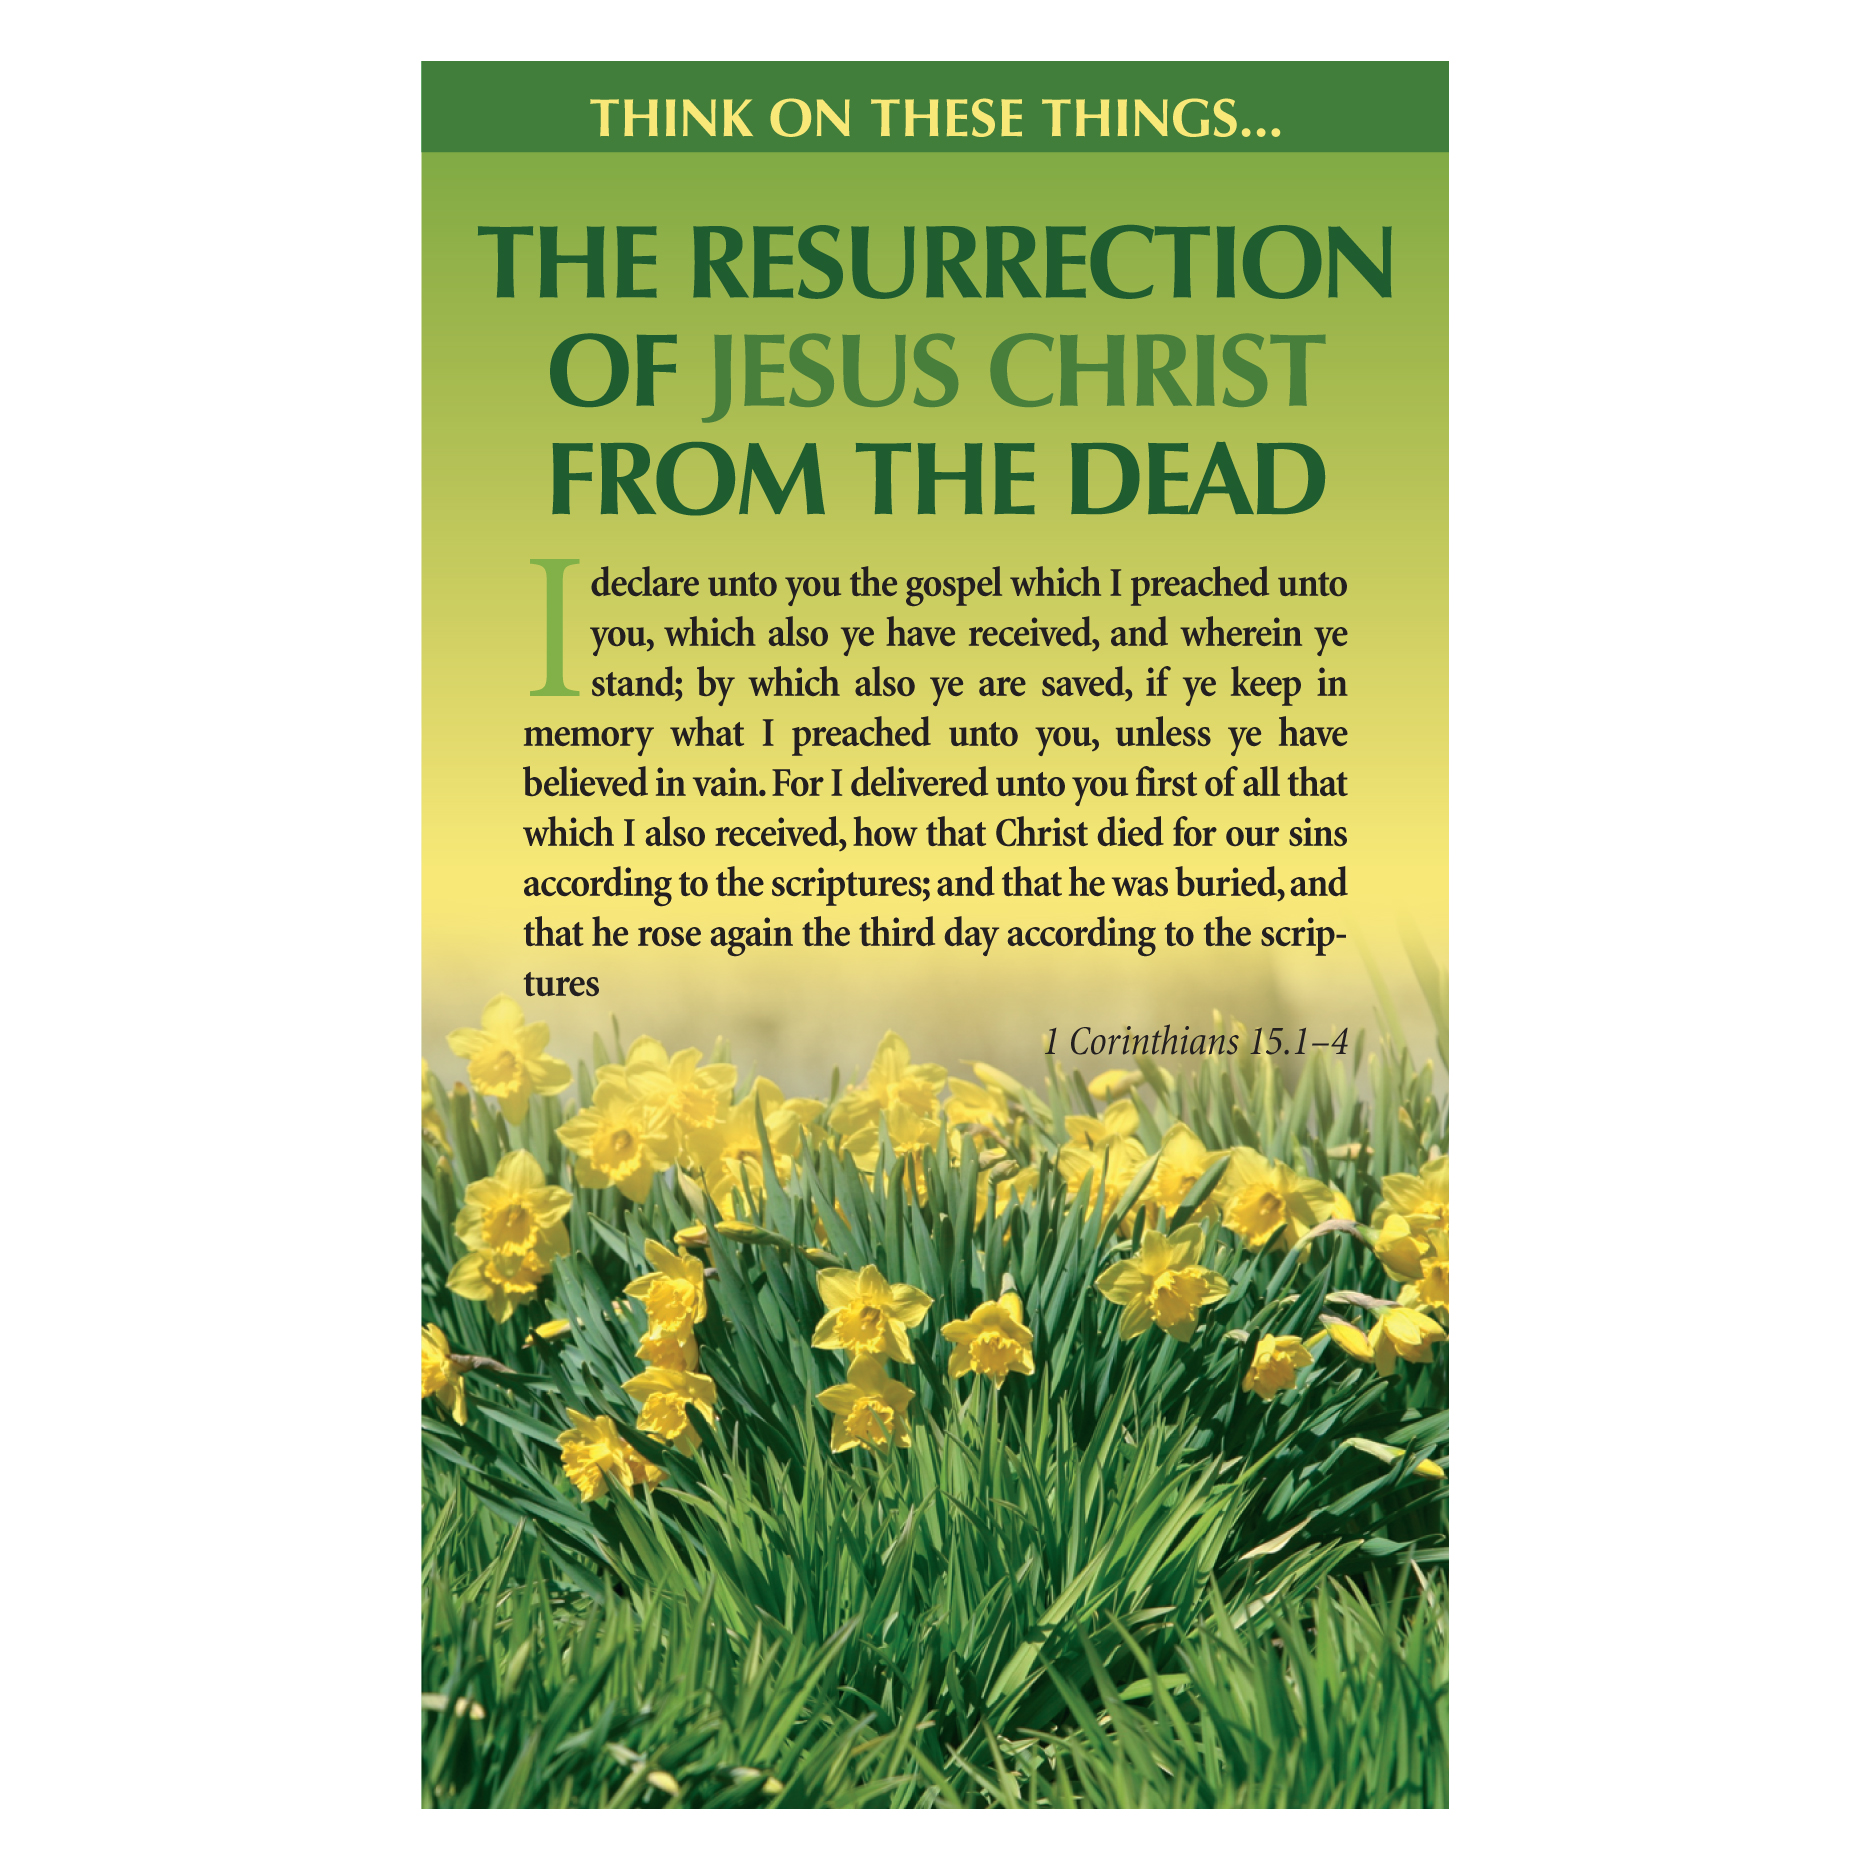 THINK ON THESE THINGS...
THE RESURRECTION
OF JESUS CHRIST
FROM THE DEAD
I declare unto you the gospel which I preached unto
you, which also ye have received, and wherein ye
stand; by which also ye are saved, if ye keep in
memory what I preached unto you, unless ye have
believed in vain. For I delivered unto you first of all that
which I also received, how that Christ died for our sins
according to the scriptures; and that he was buried, and
that he rose again the third day according to the scrip-
tures
1 Corinthians 15.1–4